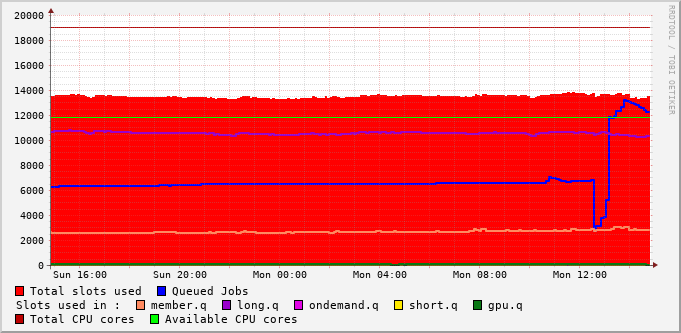 RRDTOOL / TOBI OETIKER
20000
18000
16000
14000
12000
10000
8000
6000
4000
2000
0
Sun 16:00 Sun 20:00 Mon 00:00 Mon 04:00 Mon 08:00 Mon 12:00
Total slots used Queued Jobs
Slots used in : member.q long.q ondemand.q short.q gpu.q
Total CPU cores Available CPU cores